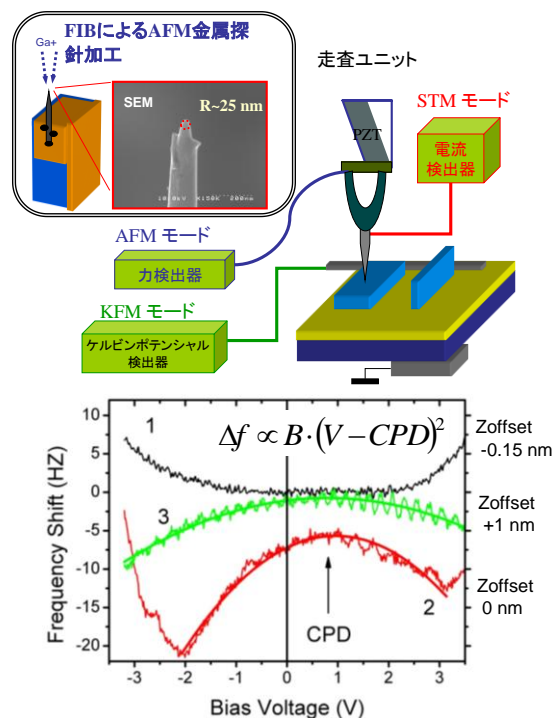 Ga+
FIBによるAFM金属探
針加工
SEM
R~25 nm
走査ユニット
PZT
STM モード
電流
検出器
AFM モード
力検出器
KFM モード
ケルビンポテンシャル
検出器
Δf ∝ B·(V − CPD)²
1
3
2
CPD
Zoffset
-0.15 nm
Zoffset
+1 nm
Zoffset
0 nm
Frequency Shift (HZ)
10
5
0
-5
-10
-15
-20
-3
-2
-1
0
1
2
3
Bias Voltage (V)